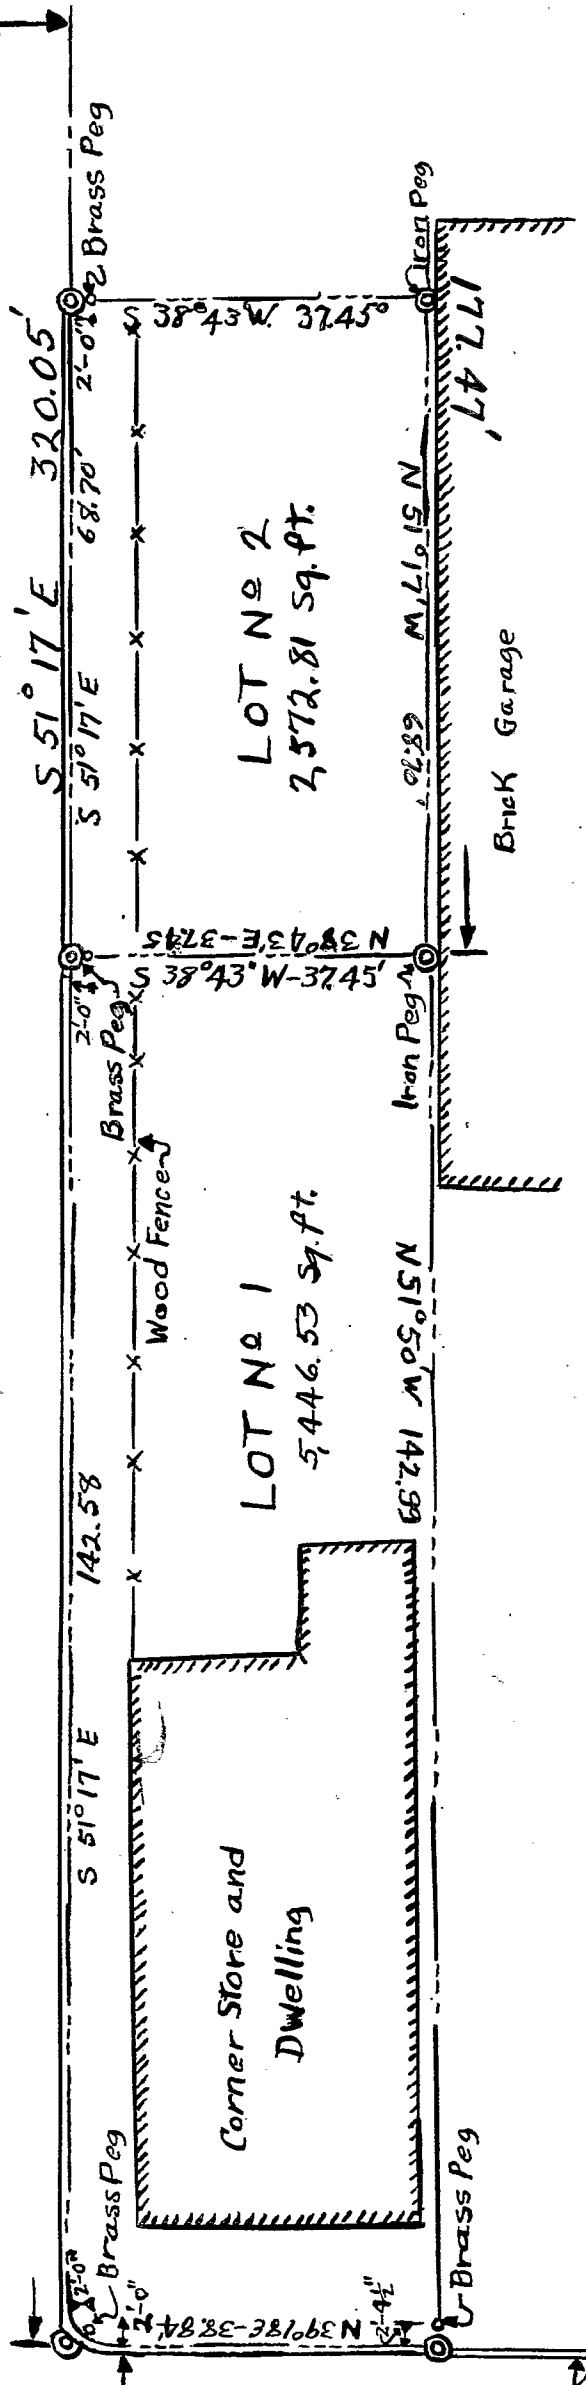 S 51° 17' E 320.05'
2 Brass Peg
2'-0"
68.70'
S 51° 17' E
S 38°43'W. 37.45°
Iron Peg
177.47'
LOT Nº 2
2,572.81 Sq.ft.
N 51° 17' W
68.70'
Brick Garage
N 38°43'E-37.45
S 38°43" W-37.45'
2'-0"
Brass Peg
Iron Peg
Wood Fence
LOT Nº 1
5,446.53 Sq.ft.
N 51°50'W 142.99
142.58
S 51° 17' E
Corner Store and
Dwelling
Brass Peg
2'-0"
2'-0"
N 39°18E-38.84'
2'-4½"
Brass Peg